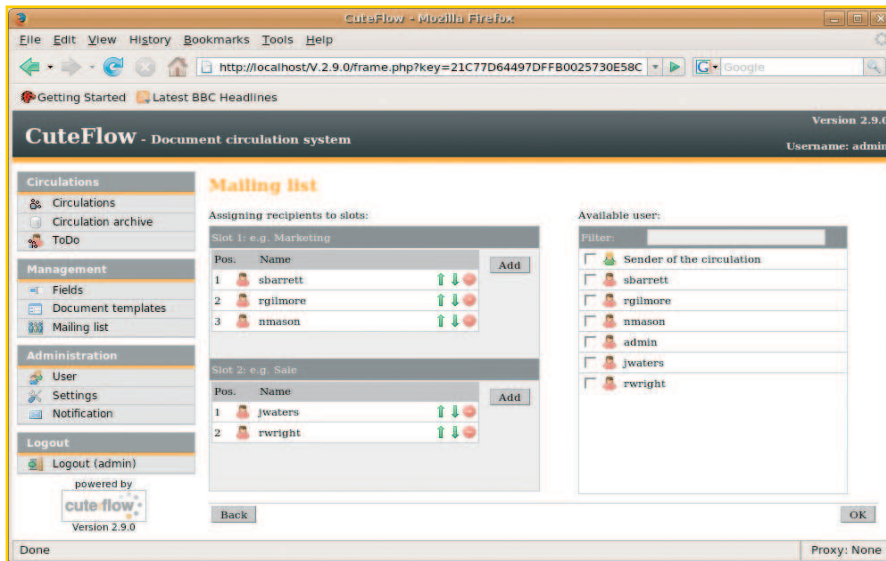 CuteFlow - Mozilla Firefox
File Edit View History Bookmarks Tools Help
http://localhost/V.2.9.0/frame.php?key=21C77D64497DFFB0025730E58C
Google
Getting Started Latest BBC Headlines
CuteFlow - Document circulation system
Version 2.9.0
Username: admin
Circulations
Circulations
Circulation archive
ToDo
Management
Fields
Document templates
Mailing list
Administration
User
Settings
Notification
Logout
Logout (admin)
powered by
cuteflow
Version 2.9.0
Mailing list
Assigning recipients to slots:
Slot 1: e.g. Marketing
Pos. Name
Add
1 sbarrett
2 rgilmore
3 nmason
Slot 2: e.g. Sale
Pos. Name
Add
1 jwaters
2 rwright
Available user:
Filter:
Sender of the circulation
sbarrett
rgilmore
nmason
admin
jwaters
rwright
Back
OK
Done
Proxy: None